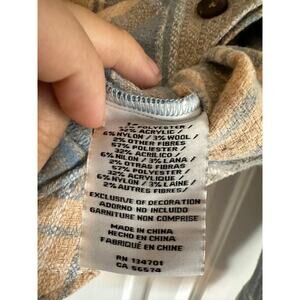 POLYESTER /
32% ACRYLIC /
6% NYLON / 3% WOOL /
2% OTHER FIBRES
57% POLIESTER /
32% ACRILICO /
6% NILON / 3% LANA /
2% OTRAS FIBRAS
57% POLYESTER /
32% ACRYLIQUE /
6% NYLON / 3% LAINE /
2% AUTRES FIBRES/
EXCLUSIVE OF DECORATION
ADORNO NO INCLUIDO
GARNITURE NON COMPRISE
MADE IN CHINA
HECHO EN CHINA
FABRIQUÉ EN CHINE
RN 134701
CA 56574